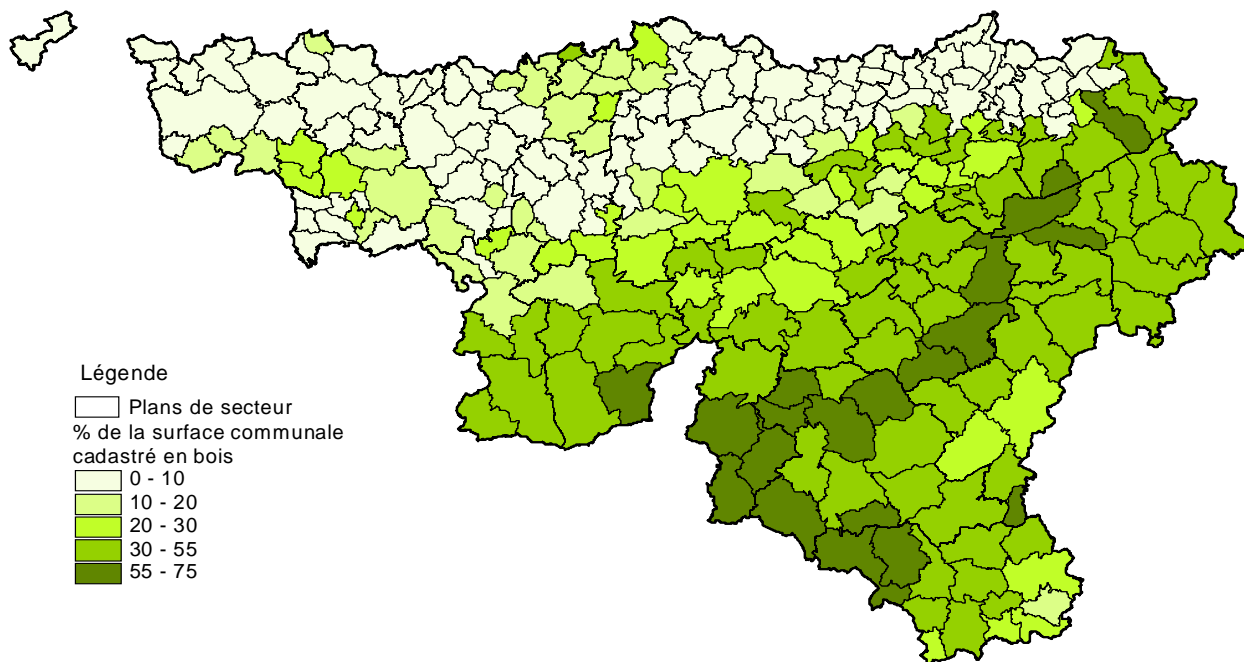 Légende
Plans de secteur
% de la surface communale
cadastré en bois
0 - 10
10 - 20
20 - 30
30 - 55
55 - 75